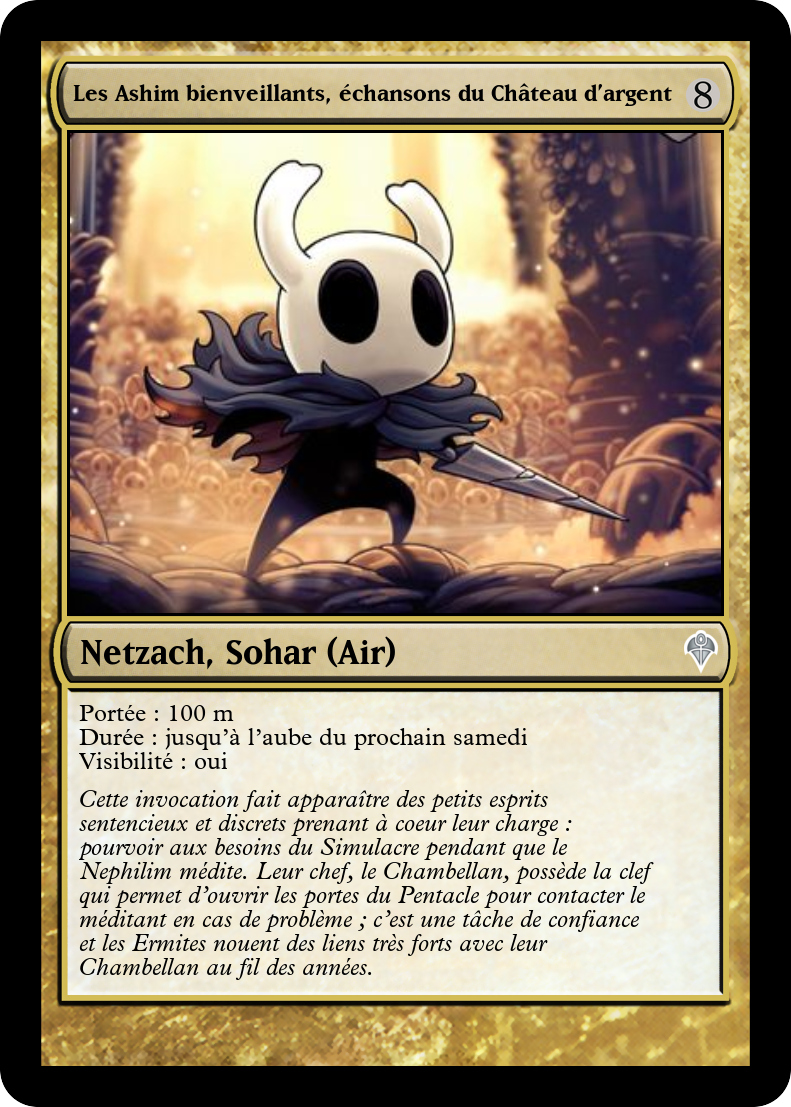 Les Ashim bienveillants, échansons du Château d'argent 8
Netzach, Sohar (Air)
Portée : 100 m
Durée : jusqu'à l'aube du prochain samedi
Visibilité : oui
Cette invocation fait apparaître des petits esprits
sentencieux et discrets prenant à coeur leur charge :
pourvoir aux besoins du Simulacre pendant que le
Nephilim médite. Leur chef, le Chambellan, possède la clef
qui permet d'ouvrir les portes du Pentacle pour contacter le
méditant en cas de problème ; c'est une tâche de confiance
et les Ermites nouent des liens très forts avec leur
Chambellan au fil des années.